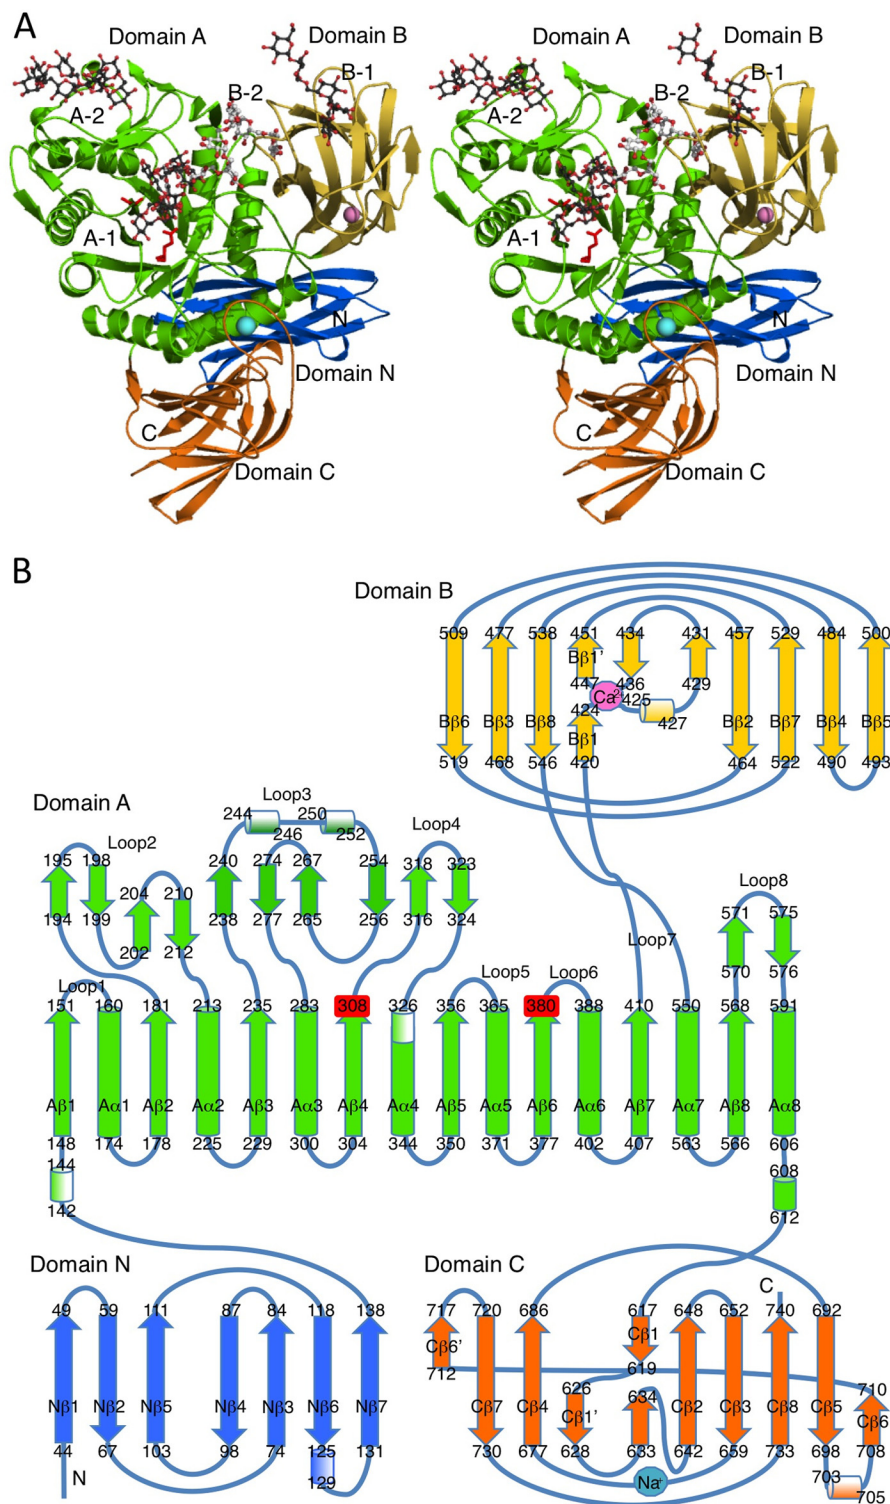 A
Domain A Domain B Domain A Domain B
B-1 B-1
B-2 B-2
A-2 A-2
A-1 A-1
N N
Domain N Domain N
C C
Domain C Domain C
B
Domain B
509 477 538 451 434 431 457 529 484 500
Bβ1'
447 436 429
Ca²⁺ 425
424 427
Bβ6 Bβ3 Bβ8 Bβ1 Bβ2 Bβ7 Bβ4 Bβ5
519 468 546 420 464 522 490 493
Domain A
Loop3
244 250
246 252
Loop2 Loop4
195 198 240 274 267 254 318 323
204 210
194 199 238 277 265 256 316 324
202 212
Loop8
571 575
570 576
Loop7
Loop1 Loop5 Loop6
151 160 181 213 235 283 308 326 356 365 380 388 410 550 568 591
Aβ1 Aα1 Aβ2 Aα2 Aβ3 Aα3 Aβ4 Aα4 Aβ5 Aα5 Aβ6 Aα6 Aβ7 Aα7 Aβ8 Aα8
148 174 178 225 229 300 304 344 350 371 377 402 407 563 566 606
144 608
142 612
Domain N
49 59 111 87 84 118 138
Nβ1 Nβ2 Nβ5 Nβ4 Nβ3 Nβ6 Nβ7
44 67 103 98 74 125 131
129
N
Domain C
C
717 720 686 617 648 652 740 692
Cβ6' Cβ1
712 619
626 634 710
Cβ7 Cβ4 Cβ1' Cβ2 Cβ3 Cβ8 Cβ5 Cβ6
730 677 628 633 642 659 733 698 708
Na⁺ 703
705